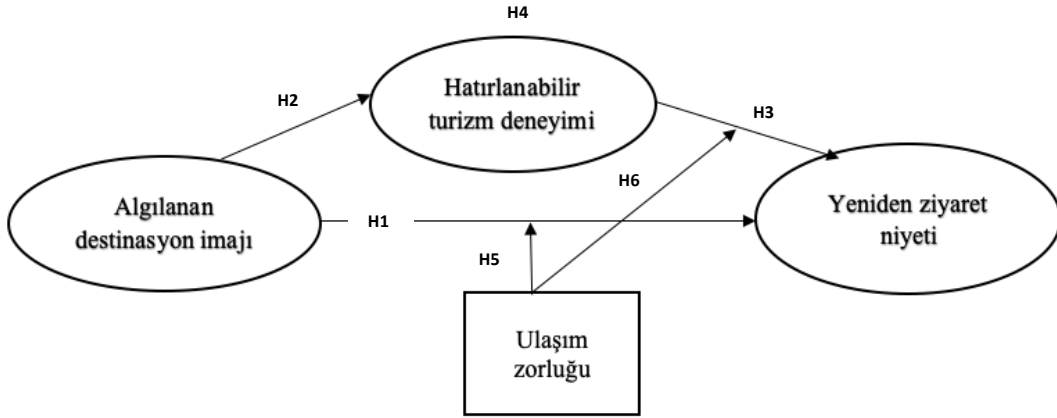 H4
Hatırlanabilir
turizm deneyimi
H2
H3
H6
Algılanan
destinasyon imajı
H1
Yeniden ziyaret
niyeti
H5
Ulaşım
zorluğu